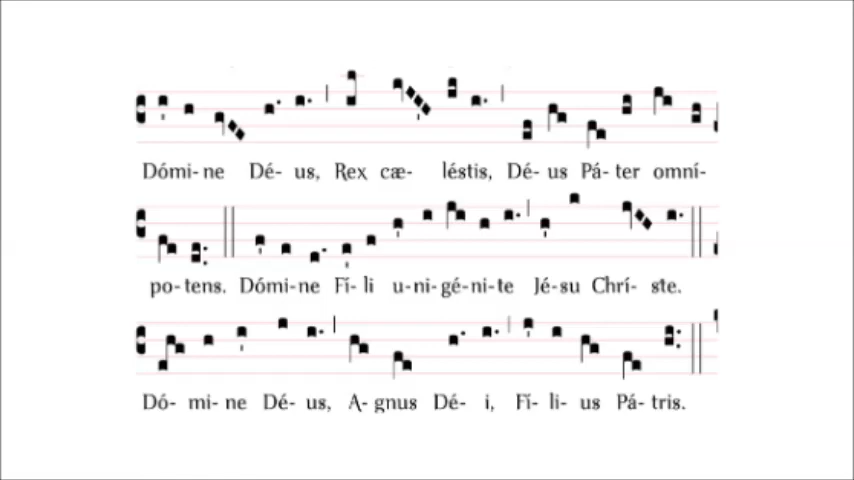 Dómi-ne Dé- us, Rex cæ- léstis, Dé- us Pá- ter omní-
po- tens. Dómi-ne Fí- li u-ni-gé-ni-te Jé-su Chrí- ste.
Dó- mi- ne Dé- us, A- gnus Dé- i, Fí- li- us Pá- tris.